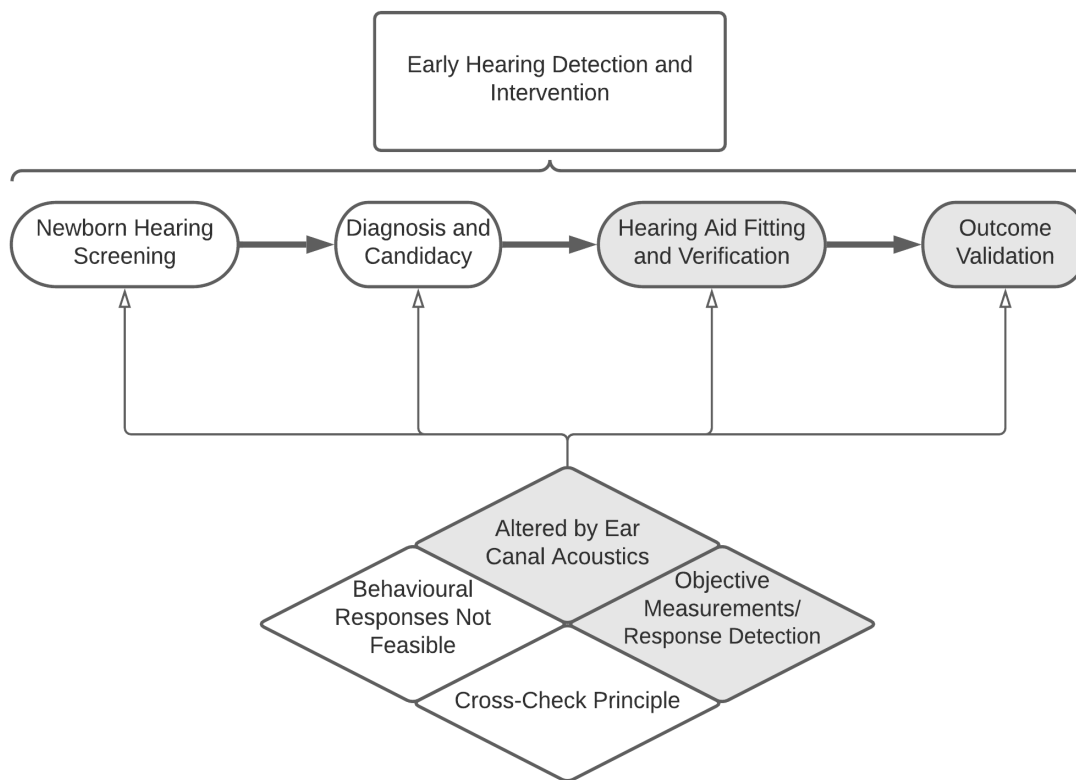 Early Hearing Detection and
Intervention
Newborn Hearing
Screening
Diagnosis and
Candidacy
Hearing Aid Fitting
and Verification
Outcome
Validation
Altered by Ear
Canal Acoustics
Behavioural
Responses Not
Feasible
Objective
Measurements/
Response Detection
Cross-Check Principle